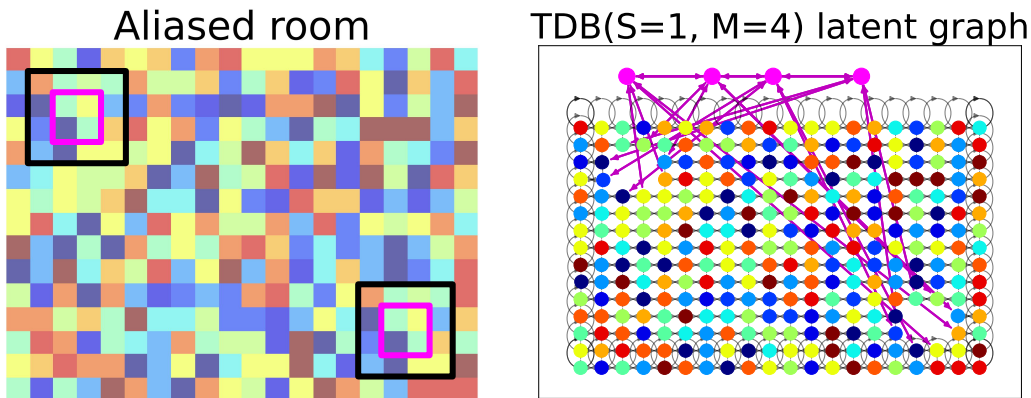 Aliased room
TDB(S=1, M=4) latent graph